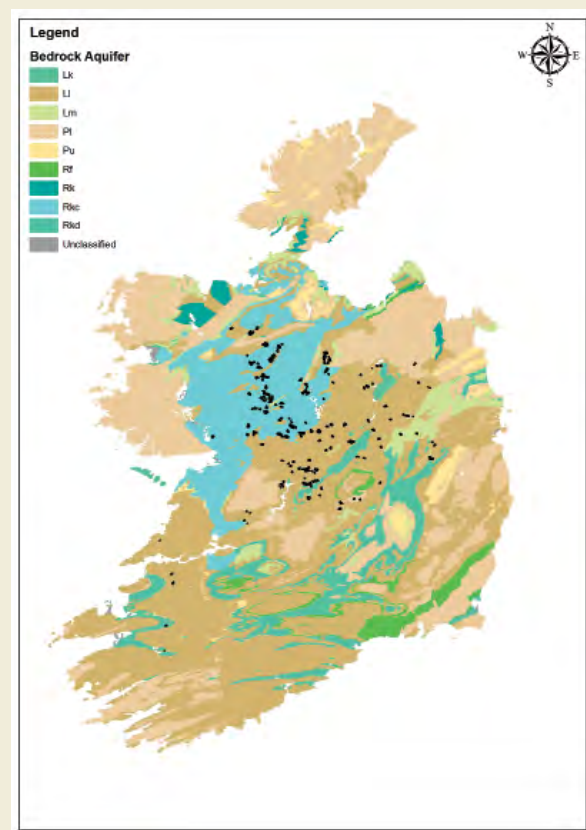 Legend
Bedrock Aquifer
Lk
Ll
Lm
Pl
Pu
Rf
Rk
Rkc
Rkd
Unclassified
N
W
E
S